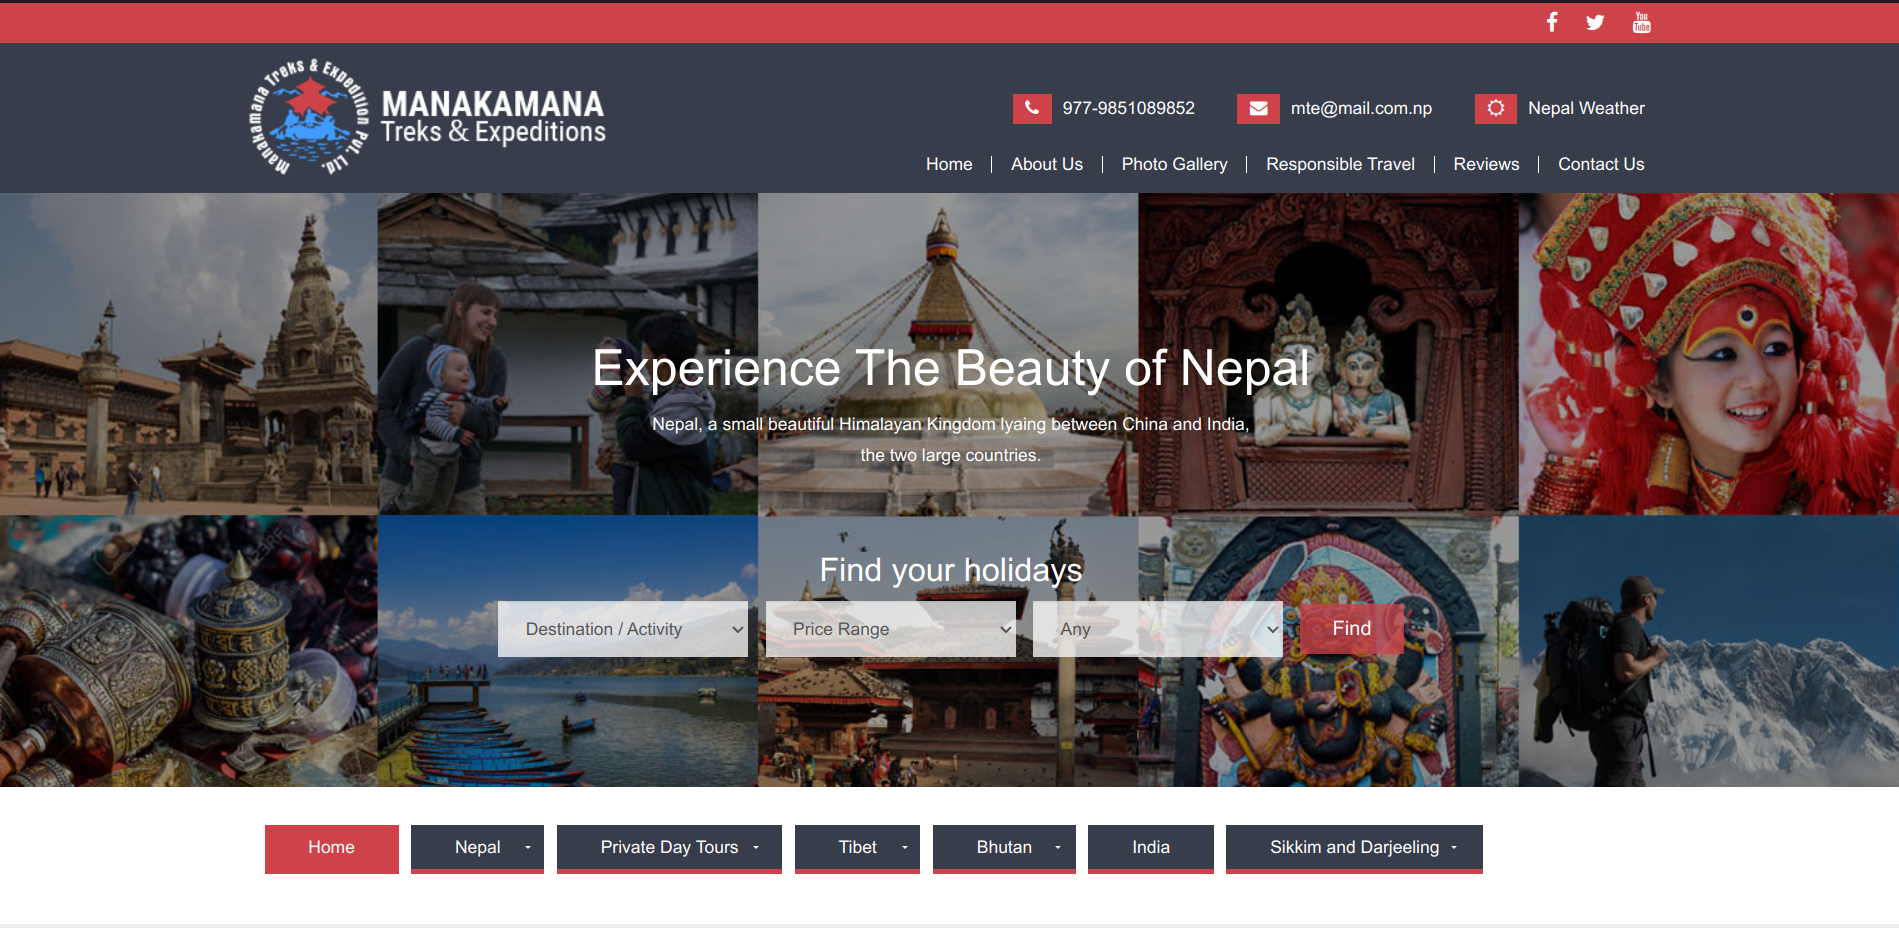 Manakamana Treks & Expedition Pvt. Ltd.
MANAKAMANA
Treks & Expeditions
You
Tube
977-9851089852
mte@mail.com.np
Nepal Weather
Home
About Us
Photo Gallery
Responsible Travel
Reviews
Contact Us
Experience The Beauty of Nepal
Nepal, a small beautiful Himalayan Kingdom lyaing between China and India,
the two large countries.
Find your holidays
Destination / Activity
Price Range
Any
Find
Home
Nepal
Private Day Tours
Tibet
Bhutan
India
Sikkim and Darjeeling